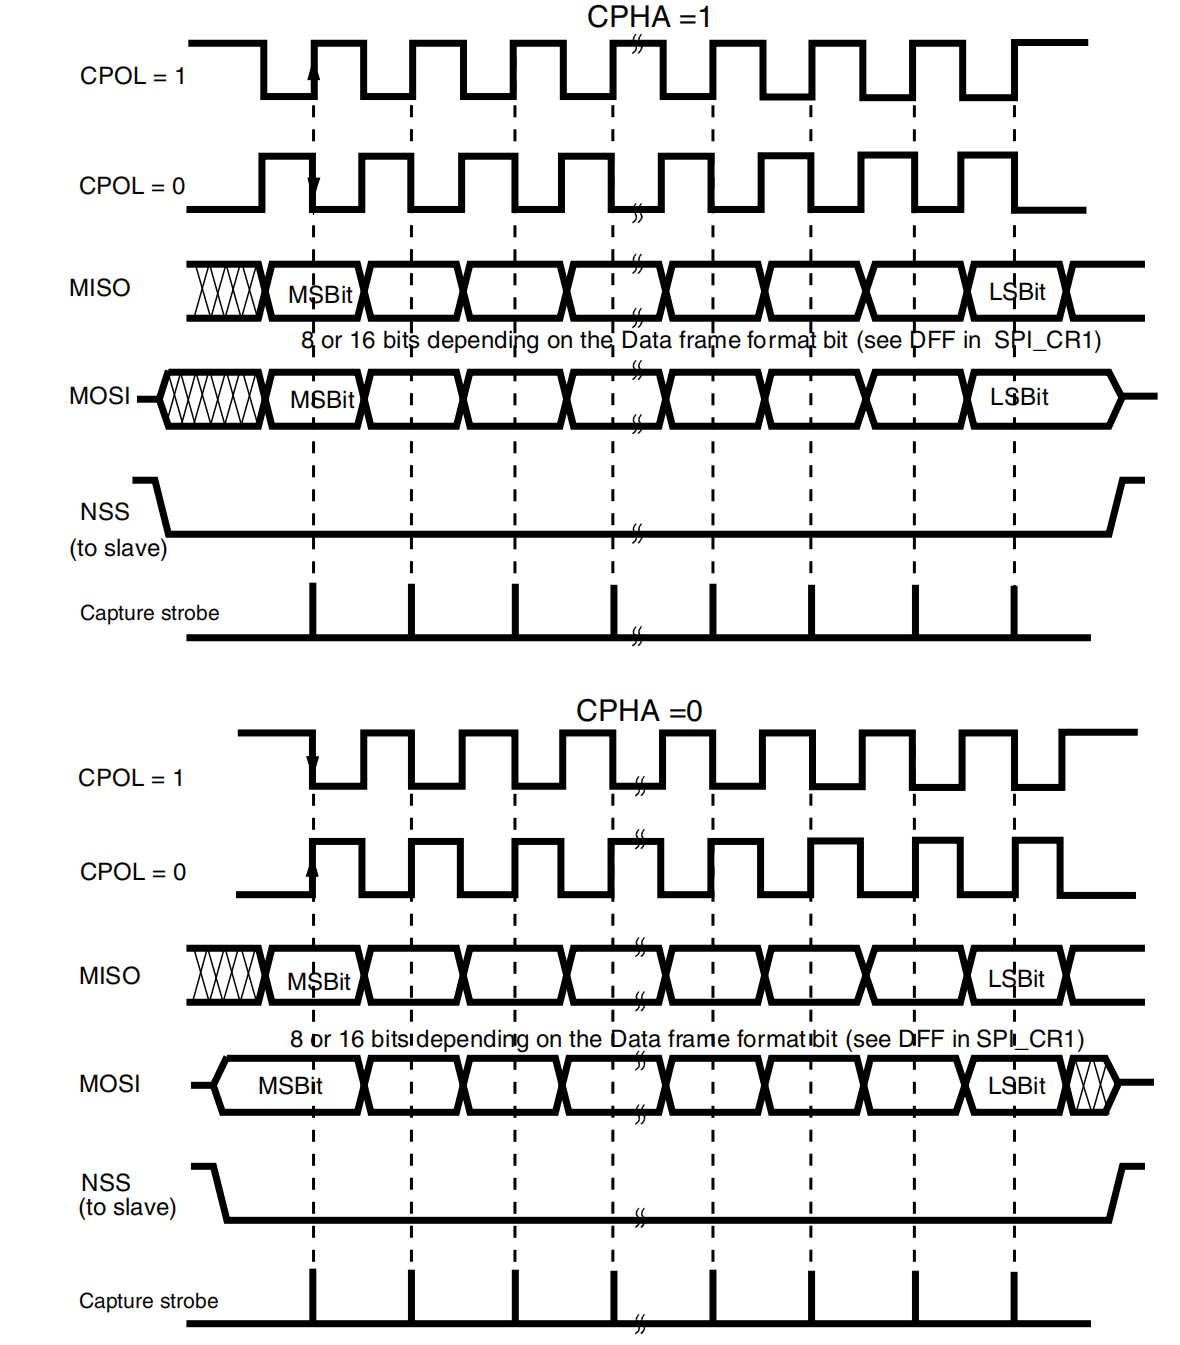 CPHA =1
CPOL = 1
CPOL = 0
MISO
MSBit
LSBit
8 or 16 bits depending on the Data frame format bit (see DFF in SPI_CR1)
MOSI
MSBit
LSBit
NSS
(to slave)
Capture strobe
CPHA =0
CPOL = 1
CPOL = 0
MISO
MSBit
LSBit
8 or 16 bits depending on the Data frame format bit (see DFF in SPI_CR1)
MOSI
MSBit
LSBit
NSS
(to slave)
Capture strobe